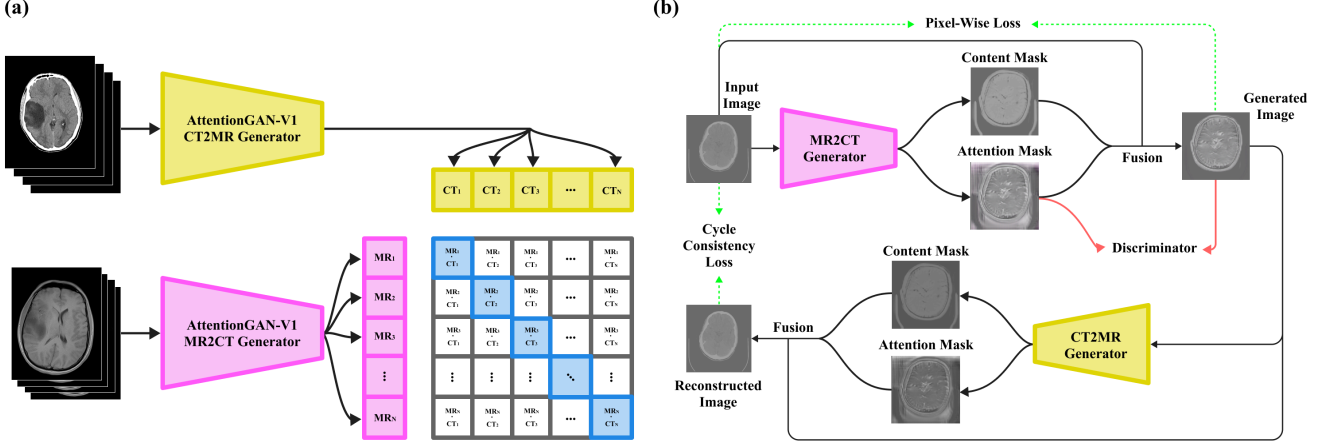 (a)
AttentionGAN-V1
CT2MR Generator
CT₁ CT₂ CT₃ ••• CTN
AttentionGAN-V1
MR2CT Generator
MR₁
MR₂
MR₃
⋮
MRN
MR₁ · CT₁ MR₁ · CT₂ MR₁ · CT₃ ••• MR₁ · CTN
MR₂ · CT₁ MR₂ · CT₂ MR₂ · CT₃ ••• MR₂ · CTN
MR₃ · CT₁ MR₃ · CT₂ MR₃ · CT₃ ••• MR₃ · CTN
⋮ ⋮ ⋮ ⋱ ⋮
MRN · CT₁ MRN · CT₂ MRN · CT₃ ••• MRN · CTN
(b)
Pixel-Wise Loss
Input
Image
MR2CT
Generator
Content Mask
Attention Mask
Fusion
Generated
Image
Discriminator
Cycle
Consistency
Loss
Content Mask
CT2MR
Generator
Attention Mask
Fusion
Reconstructed
Image